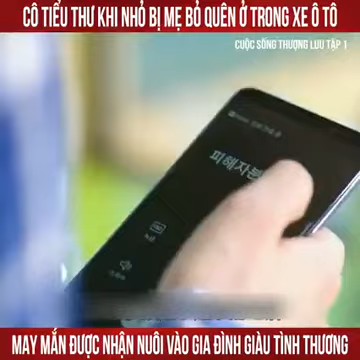 CÔ TIỂU THƯ KHI NHỎ BỊ MẸ BỎ QUÊN Ở TRONG XE Ô TÔ
CUỘC SỐNG THƯỢNG LƯU TẬP 1
피해자분
MAY MẮN ĐƯỢC NHẬN NUÔI VÀO GIA ĐÌNH GIÀU TÌNH THƯƠNG